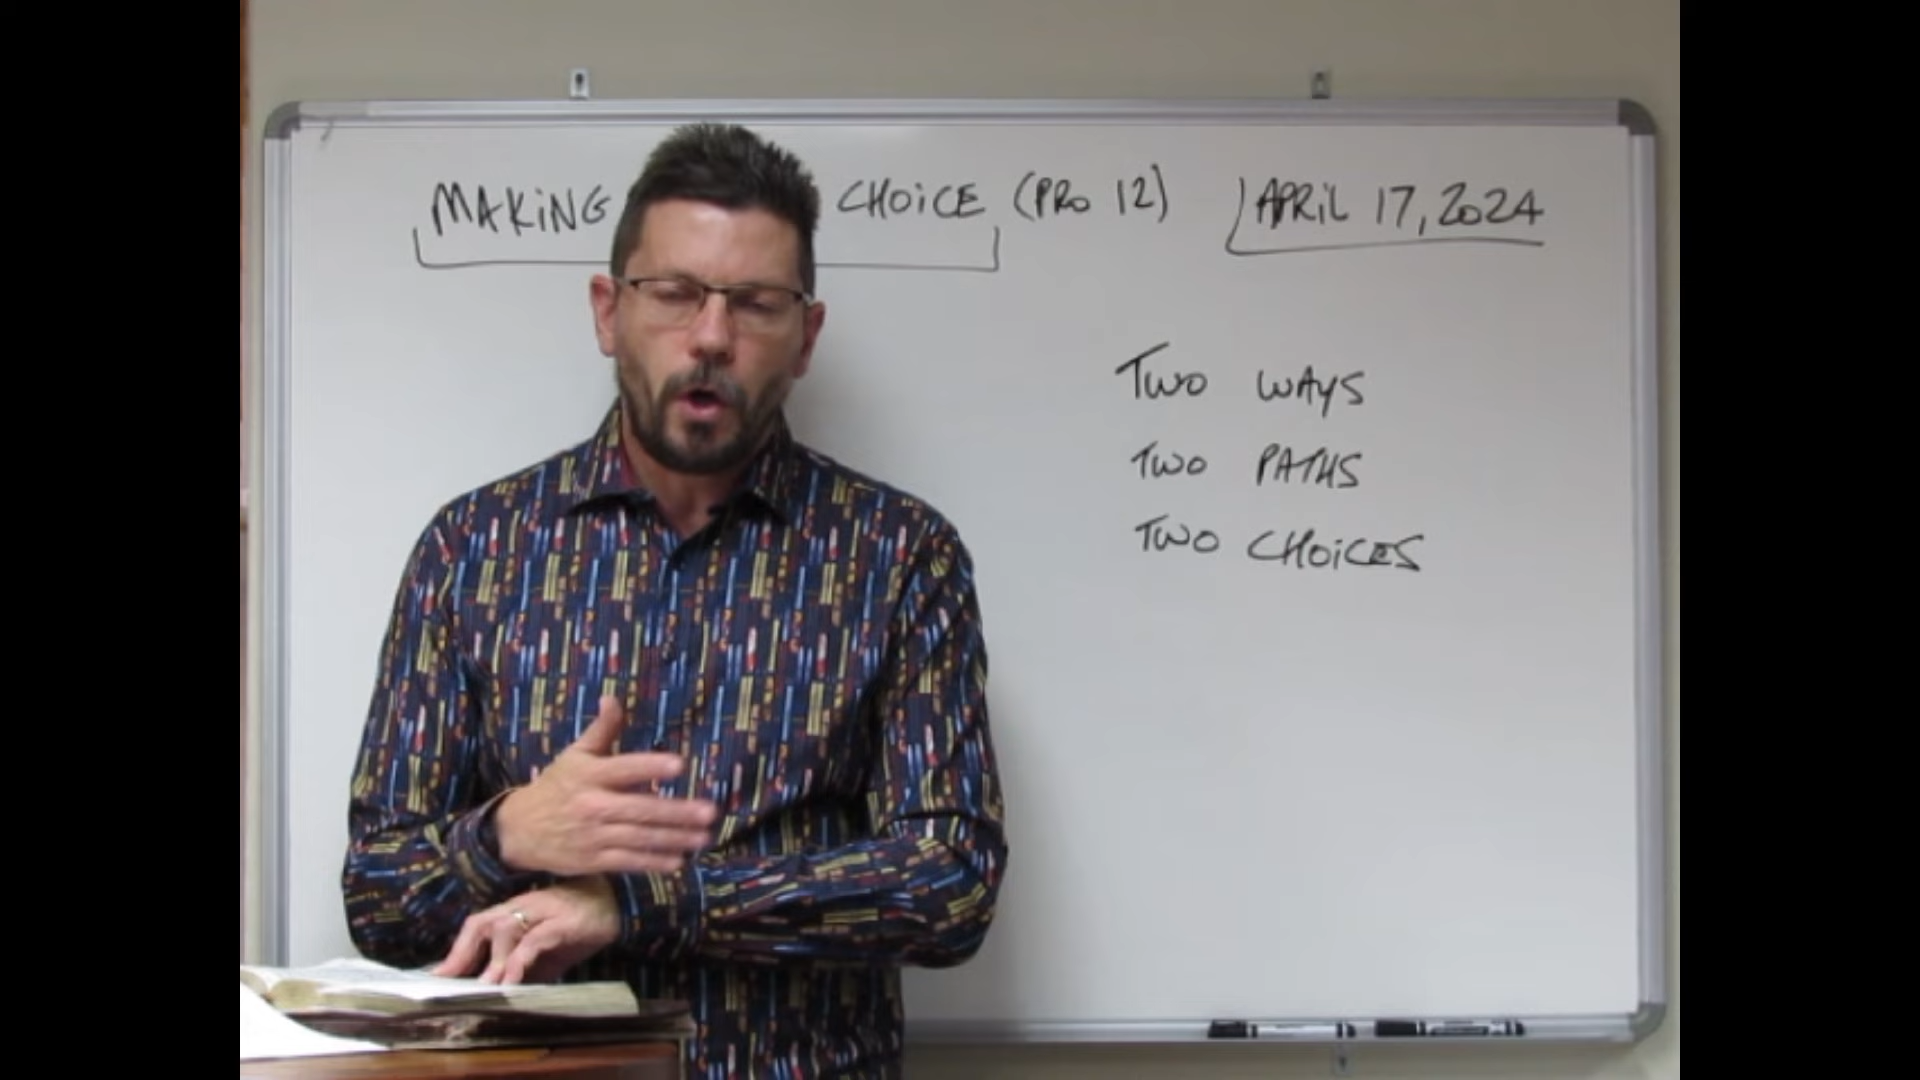 MAKiNG CHOiCE (PRO 12) APRiL 17, 2024
TWO WAYS
TWO PATHS
TWO CHOiCES